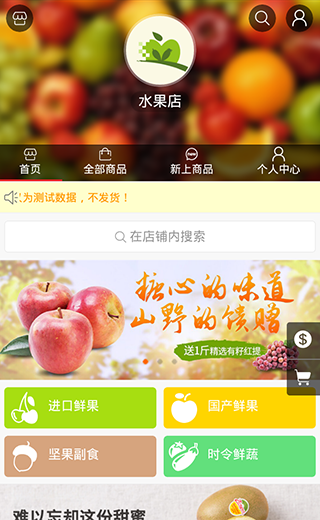 水果店
首页
全部商品
new
新上商品
个人中心
为测试数据，不发货！
在店铺内搜索
糖心的味道
山野的馈赠
送1斤精选有籽红提
$
进口鲜果
国产鲜果
坚果副食
时令鲜蔬
难以忘却这份甜蜜